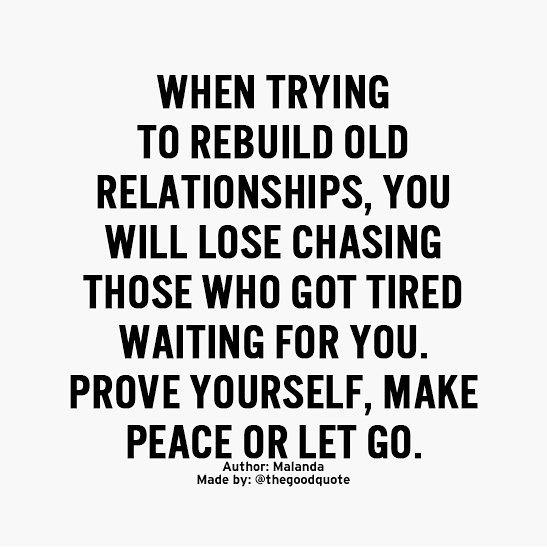 WHEN TRYING
TO REBUILD OLD
RELATIONSHIPS, YOU
WILL LOSE CHASING
THOSE WHO GOT TIRED
WAITING FOR YOU.
PROVE YOURSELF, MAKE
PEACE OR LET GO.
Author: Malanda
Made by: @thegoodquote